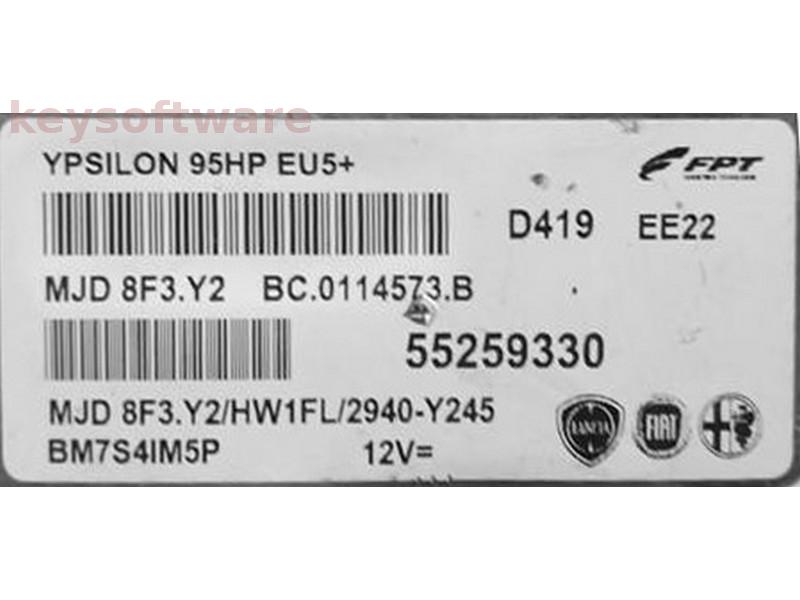 keysoftware
YPSILON 95HP EU5+
FPT
D419 EE22
MJD 8F3.Y2 BC.0114573.B
55259330
MJD 8F3.Y2/HW1FL/2940-Y245
LANCIA FIAT
BM7S4IM5P 12V=